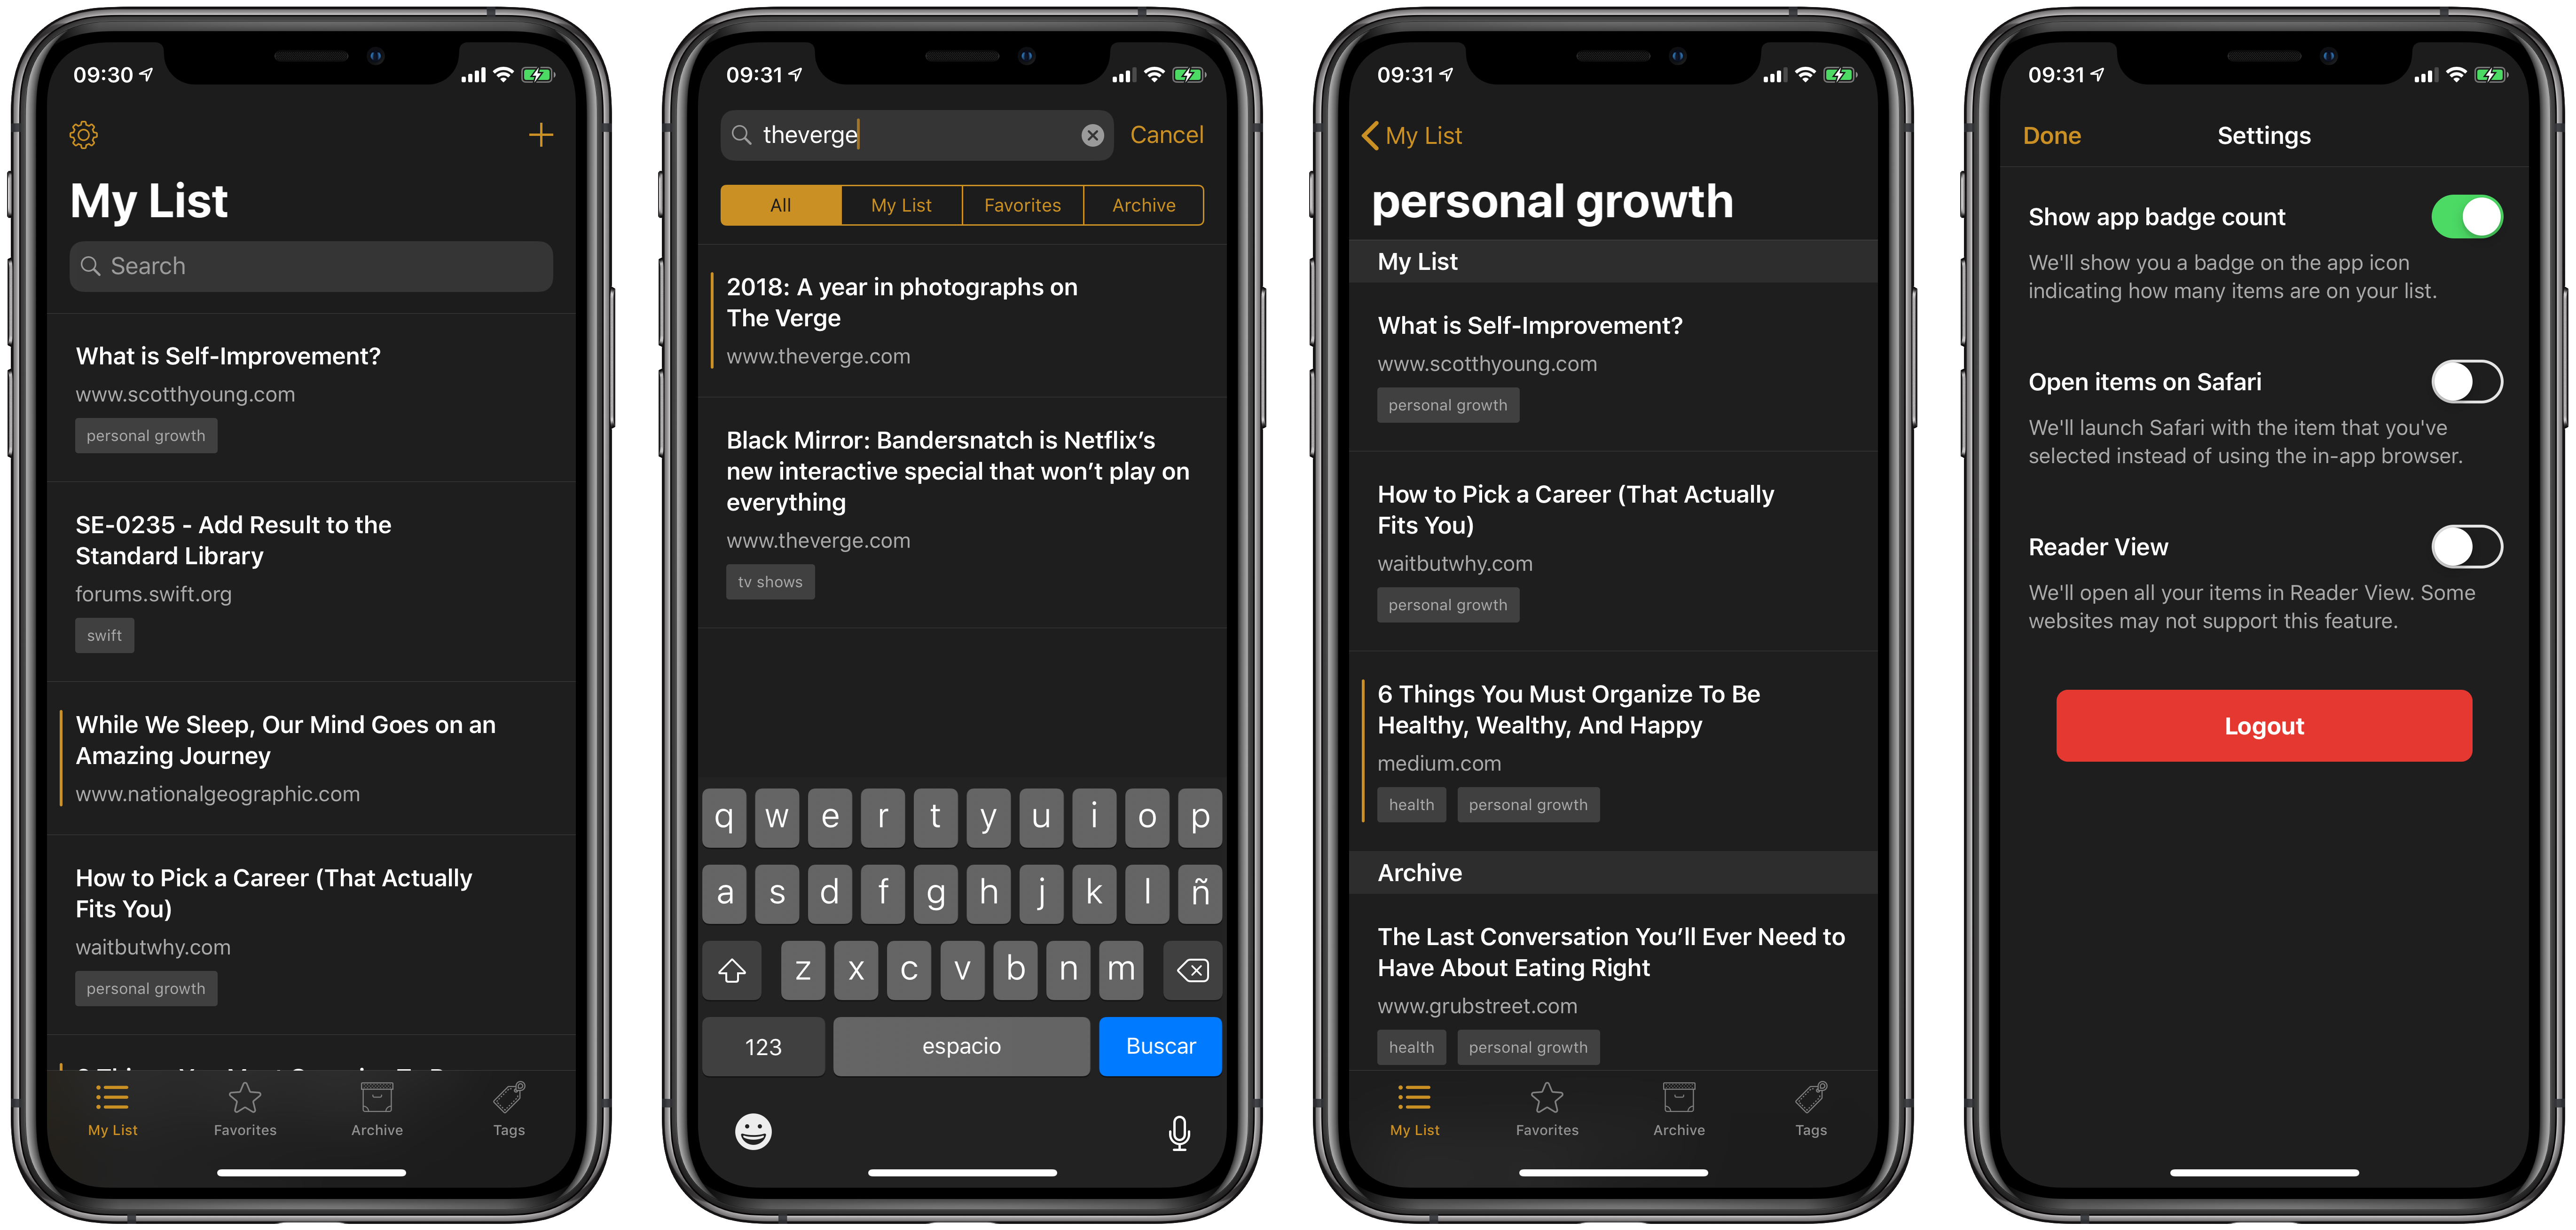 09:30
My List
Search
What is Self-Improvement?
www.scotthyoung.com
personal growth
SE-0235 - Add Result to the
Standard Library
forums.swift.org
swift
While We Sleep, Our Mind Goes on an
Amazing Journey
www.nationalgeographic.com
How to Pick a Career (That Actually
Fits You)
waitbutwhy.com
personal growth
My List
Favorites
Archive
Tags
09:31
theverge
Cancel
All
My List
Favorites
Archive
2018: A year in photographs on
The Verge
www.theverge.com
Black Mirror: Bandersnatch is Netflix’s
new interactive special that won’t play on
everything
www.theverge.com
tv shows
q w e r t y u i o p
a s d f g h j k l ñ
z x c v b n m
123
espacio
Buscar
09:31
My List
personal growth
My List
What is Self-Improvement?
www.scotthyoung.com
personal growth
How to Pick a Career (That Actually
Fits You)
waitbutwhy.com
personal growth
6 Things You Must Organize To Be
Healthy, Wealthy, And Happy
medium.com
health personal growth
Archive
The Last Conversation You’ll Ever Need to
Have About Eating Right
www.grubstreet.com
health personal growth
My List
Favorites
Archive
Tags
09:31
Done
Settings
Show app badge count
We'll show you a badge on the app icon
indicating how many items are on your list.
Open items on Safari
We'll launch Safari with the item that you've
selected instead of using the in-app browser.
Reader View
We'll open all your items in Reader View. Some
websites may not support this feature.
Logout